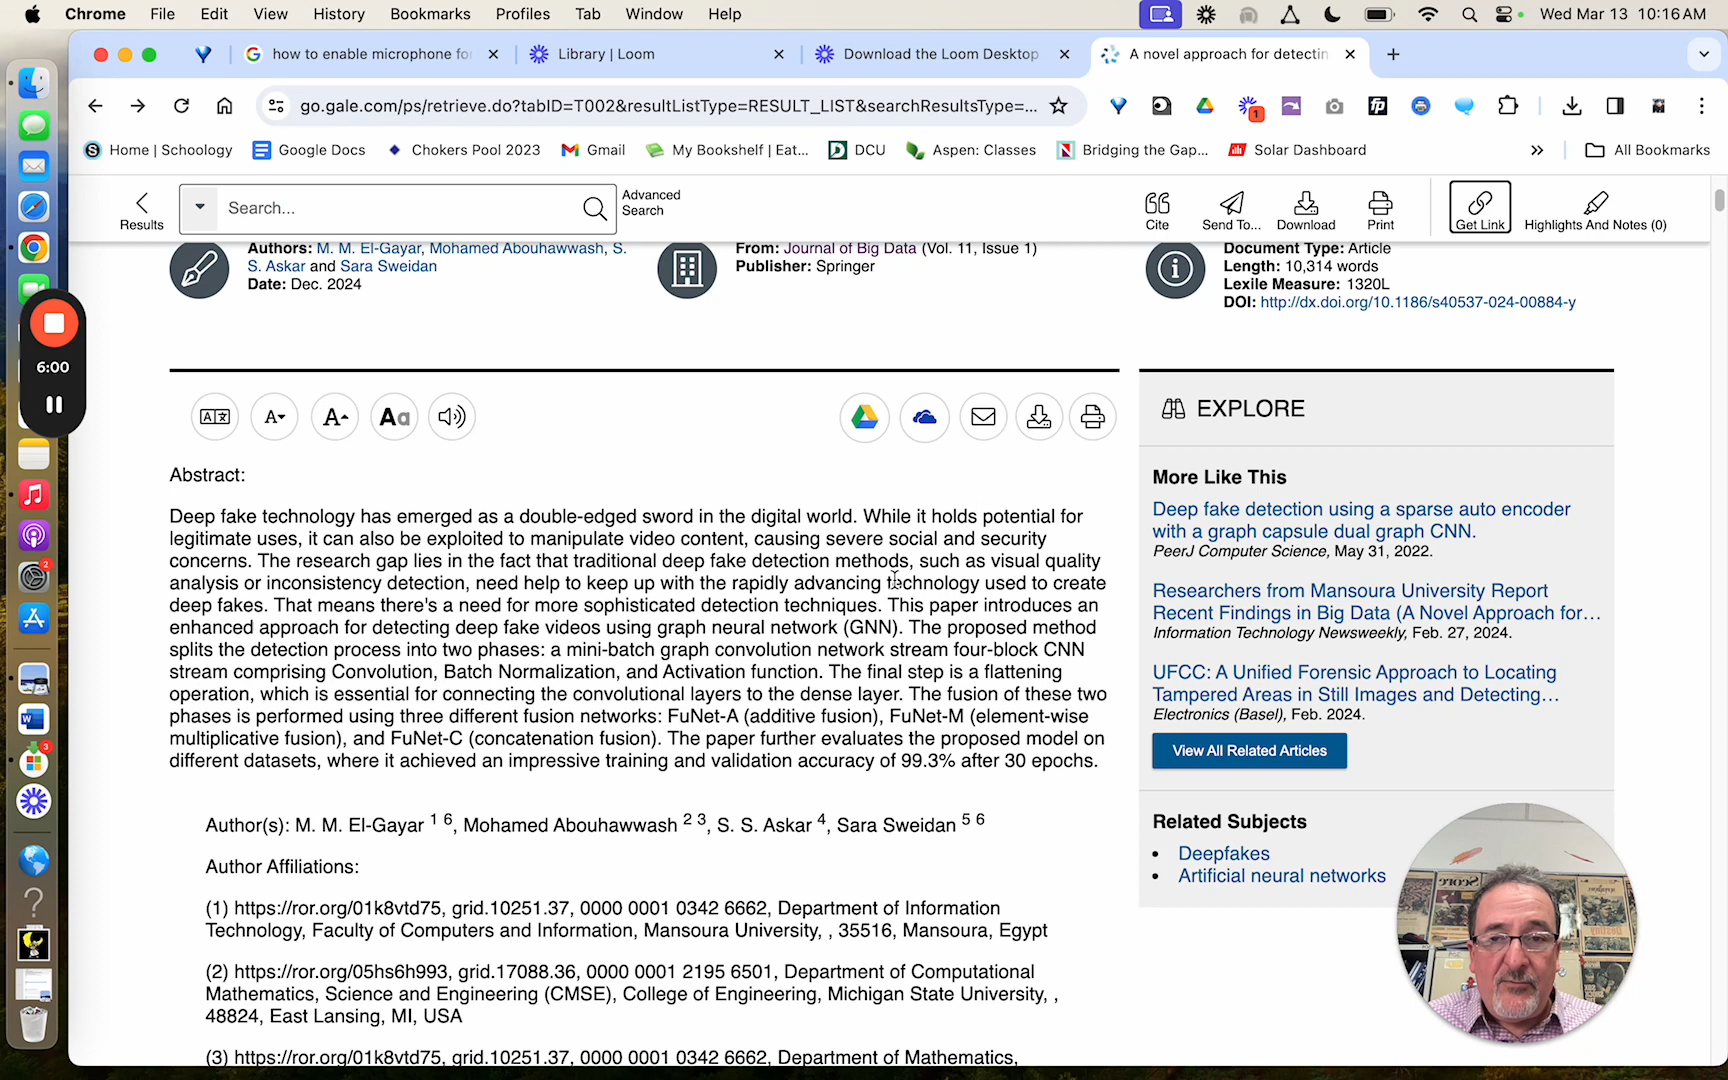 Chrome File Edit View History Bookmarks Profiles Tab Window Help Wed Mar 13 10:16 AM
how to enable microphone fo Library | Loom Download the Loom Desktop A novel approach for detectin
go.gale.com/ps/retrieve.do?tabID=T002&resultListType=RESULT_LIST&searchResultsType=... 1
Home | Schoology Google Docs Chokers Pool 2023 Gmail My Bookshelf | Eat... DCU Aspen: Classes Bridging the Gap... Solar Dashboard » All Bookmarks
Results Search... Advanced
Search
Cite Send To... Download Print Get Link Highlights And Notes (0)
Authors: M. M. El-Gayar, Mohamed Abouhawwash, S.
S. Askar and Sara Sweidan
Date: Dec. 2024
From: Journal of Big Data (Vol. 11, Issue 1)
Publisher: Springer
Document Type: Article
Length: 10,314 words
Lexile Measure: 1320L
DOI: http://dx.doi.org/10.1186/s40537-024-00884-y
6:00
A A A Aa
Abstract:
Deep fake technology has emerged as a double-edged sword in the digital world. While it holds potential for
legitimate uses, it can also be exploited to manipulate video content, causing severe social and security
concerns. The research gap lies in the fact that traditional deep fake detection methods, such as visual quality
analysis or inconsistency detection, need help to keep up with the rapidly advancing technology used to create
deep fakes. That means there's a need for more sophisticated detection techniques. This paper introduces an
enhanced approach for detecting deep fake videos using graph neural network (GNN). The proposed method
splits the detection process into two phases: a mini-batch graph convolution network stream four-block CNN
stream comprising Convolution, Batch Normalization, and Activation function. The final step is a flattening
operation, which is essential for connecting the convolutional layers to the dense layer. The fusion of these two
phases is performed using three different fusion networks: FuNet-A (additive fusion), FuNet-M (element-wise
multiplicative fusion), and FuNet-C (concatenation fusion). The paper further evaluates the proposed model on
different datasets, where it achieved an impressive training and validation accuracy of 99.3% after 30 epochs.
Author(s): M. M. El-Gayar 1 6, Mohamed Abouhawwash 2 3, S. S. Askar 4, Sara Sweidan 5 6
Author Affiliations:
(1) https://ror.org/01k8vtd75, grid.10251.37, 0000 0001 0342 6662, Department of Information
Technology, Faculty of Computers and Information, Mansoura University, , 35516, Mansoura, Egypt
(2) https://ror.org/05hs6h993, grid.17088.36, 0000 0001 2195 6501, Department of Computational
Mathematics, Science and Engineering (CMSE), College of Engineering, Michigan State University, ,
48824, East Lansing, MI, USA
(3) https://ror.org/01k8vtd75, grid.10251.37, 0000 0001 0342 6662, Department of Mathematics,
EXPLORE
More Like This
Deep fake detection using a sparse auto encoder
with a graph capsule dual graph CNN.
PeerJ Computer Science, May 31, 2022.
Researchers from Mansoura University Report
Recent Findings in Big Data (A Novel Approach for...
Information Technology Newsweekly, Feb. 27, 2024.
UFCC: A Unified Forensic Approach to Locating
Tampered Areas in Still Images and Detecting...
Electronics (Basel), Feb. 2024.
View All Related Articles
Related Subjects
• Deepfakes
• Artificial neural networks
2
3